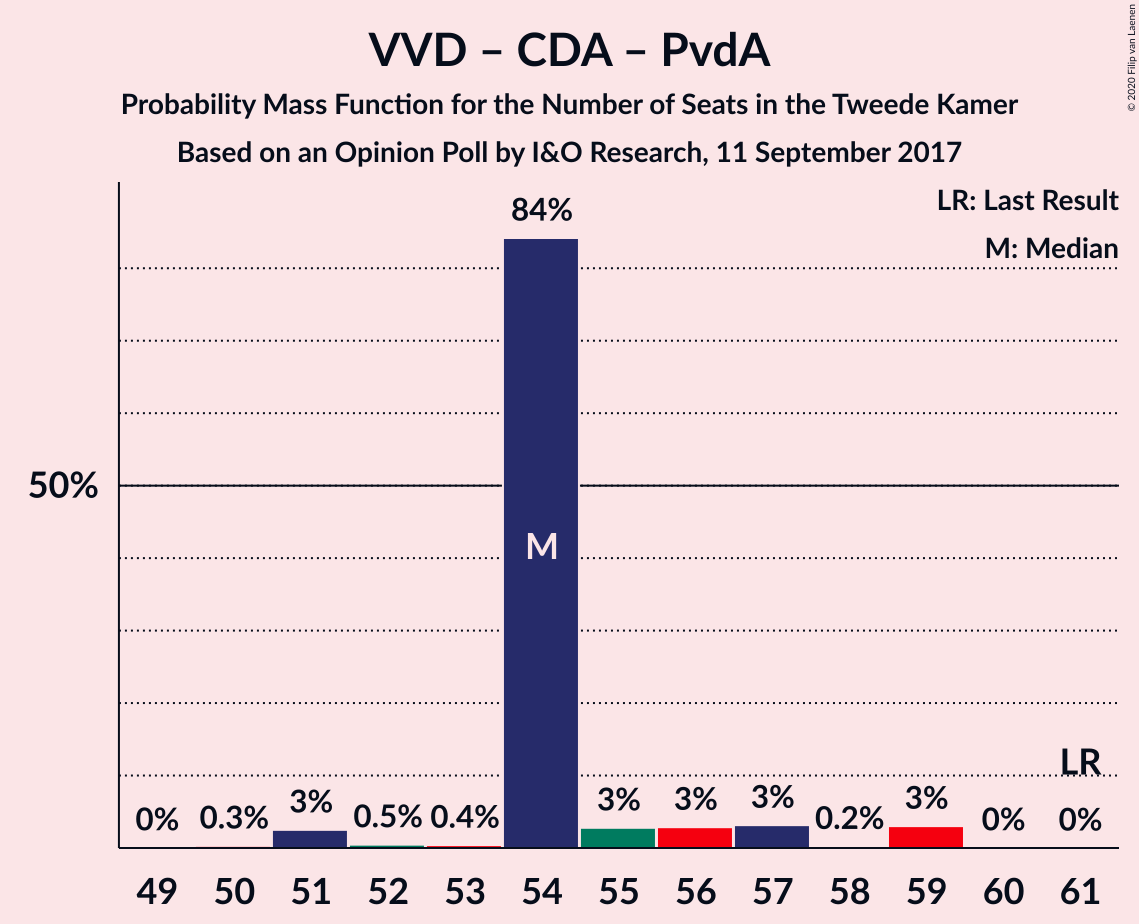 VVD – CDA – PvdA
Probability Mass Function for the Number of Seats in the Tweede Kamer
Based on an Opinion Poll by I&O Research, 11 September 2017
© 2020 Filip van Laenen
LR: Last Result
M: Median
84%
50%
M
LR
0% 0.3% 3% 0.5% 0.4% 3% 3% 3% 0.2% 3% 0% 0%
49 50 51 52 53 54 55 56 57 58 59 60 61